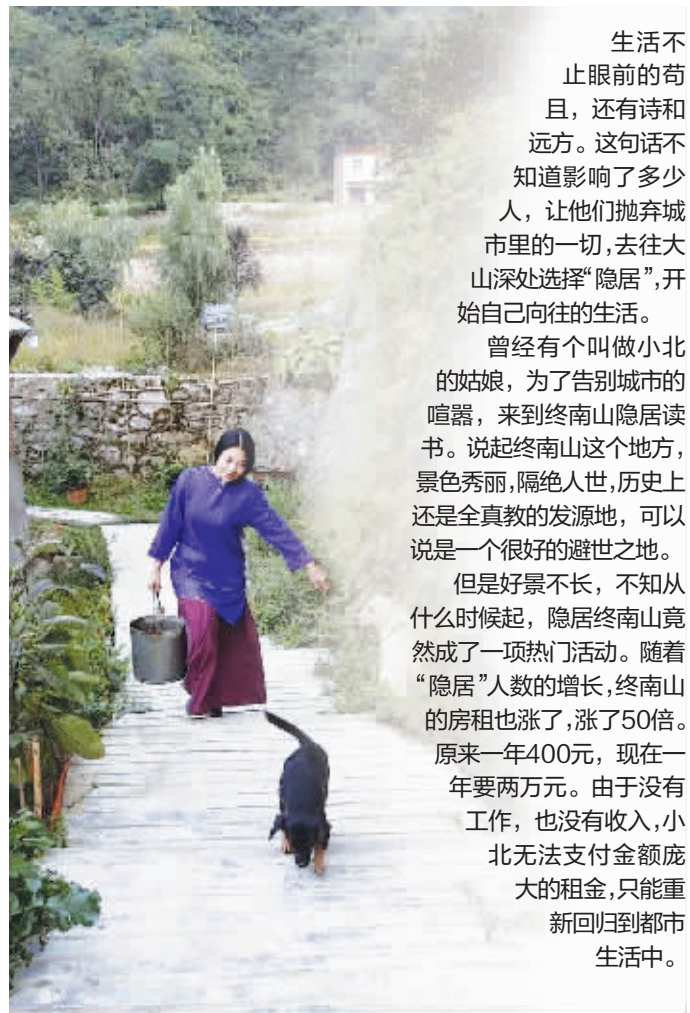 生活不
止眼前的苟
且，还有诗和
远方。这句话不
知道影响了多少
人，让他们抛弃城
市里的一切，去往大
山深处选择“隐居”，开
始自己向往的生活。
曾经有个叫做小北
的姑娘，为了告别城市的
喧嚣，来到终南山隐居读
书。说起终南山这个地方，
景色秀丽，隔绝人世，历史上
还是全真教的发源地，可以
说是一个很好的避世之地。
但是好景不长，不知从
什么时候起，隐居终南山竟
然成了一项热门活动。随着
“隐居”人数的增长，终南山
的房租也涨了，涨了50倍。
原来一年400元，现在一
年要两万元。由于没有
工作，也没有收入，小
北无法支付金额庞
大的租金，只能重
新回归到都市
生活中。